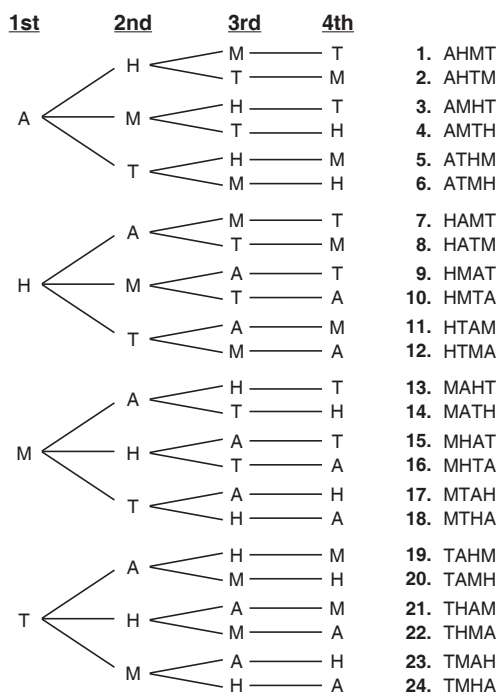 1st 2nd 3rd 4th
M T 1. AHMT
H
T M 2. AHTM
H T 3. AMHT
A M
T H 4. AMTH
H M 5. ATHM
T
M H 6. ATMH
M T 7. HAMT
A
T M 8. HATM
A T 9. HMAT
H M
T A 10. HMTA
A M 11. HTAM
T
M A 12. HTMA
H T 13. MAHT
A
T H 14. MATH
A T 15. MHAT
M H
T A 16. MHTA
A H 17. MTAH
T
H A 18. MTHA
H M 19. TAHM
A
M H 20. TAMH
A M 21. THAM
T H
M A 22. THMA
A H 23. TMAH
M
H A 24. TMHA